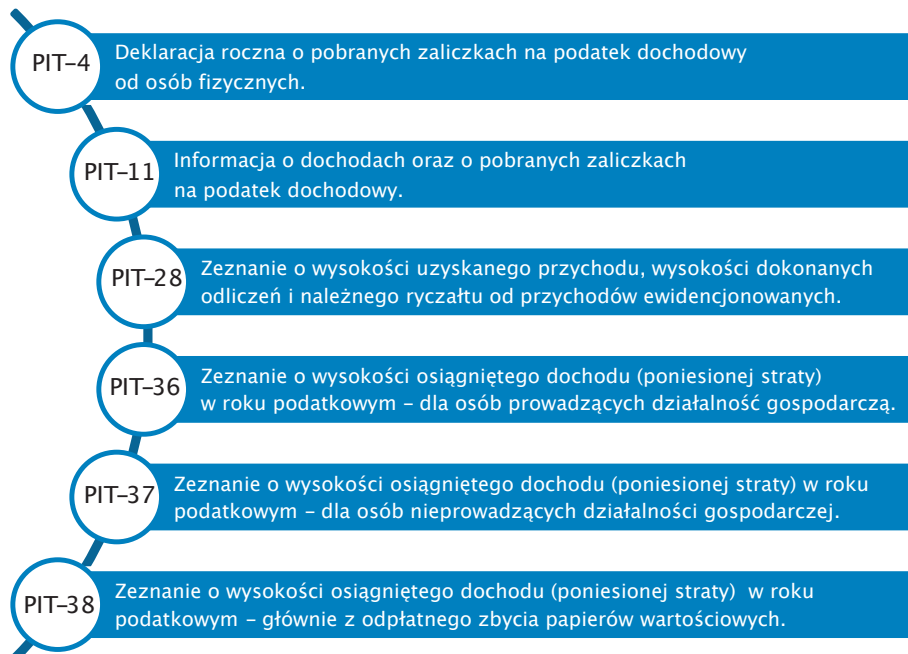 PIT–4
Deklaracja roczna o pobranych zaliczkach na podatek dochodowy
od osób fizycznych.
PIT–11
Informacja o dochodach oraz o pobranych zaliczkach
na podatek dochodowy.
PIT–28
Zeznanie o wysokości uzyskanego przychodu, wysokości dokonanych
odliczeń i należnego ryczałtu od przychodów ewidencjonowanych.
PIT–36
Zeznanie o wysokości osiągniętego dochodu (poniesionej straty)
w roku podatkowym – dla osób prowadzących działalność gospodarczą.
PIT–37
Zeznanie o wysokości osiągniętego dochodu (poniesionej straty) w roku
podatkowym – dla osób nieprowadzących działalności gospodarczej.
PIT–38
Zeznanie o wysokości osiągniętego dochodu (poniesionej straty) w roku
podatkowym – głównie z odpłatnego zbycia papierów wartościowych.